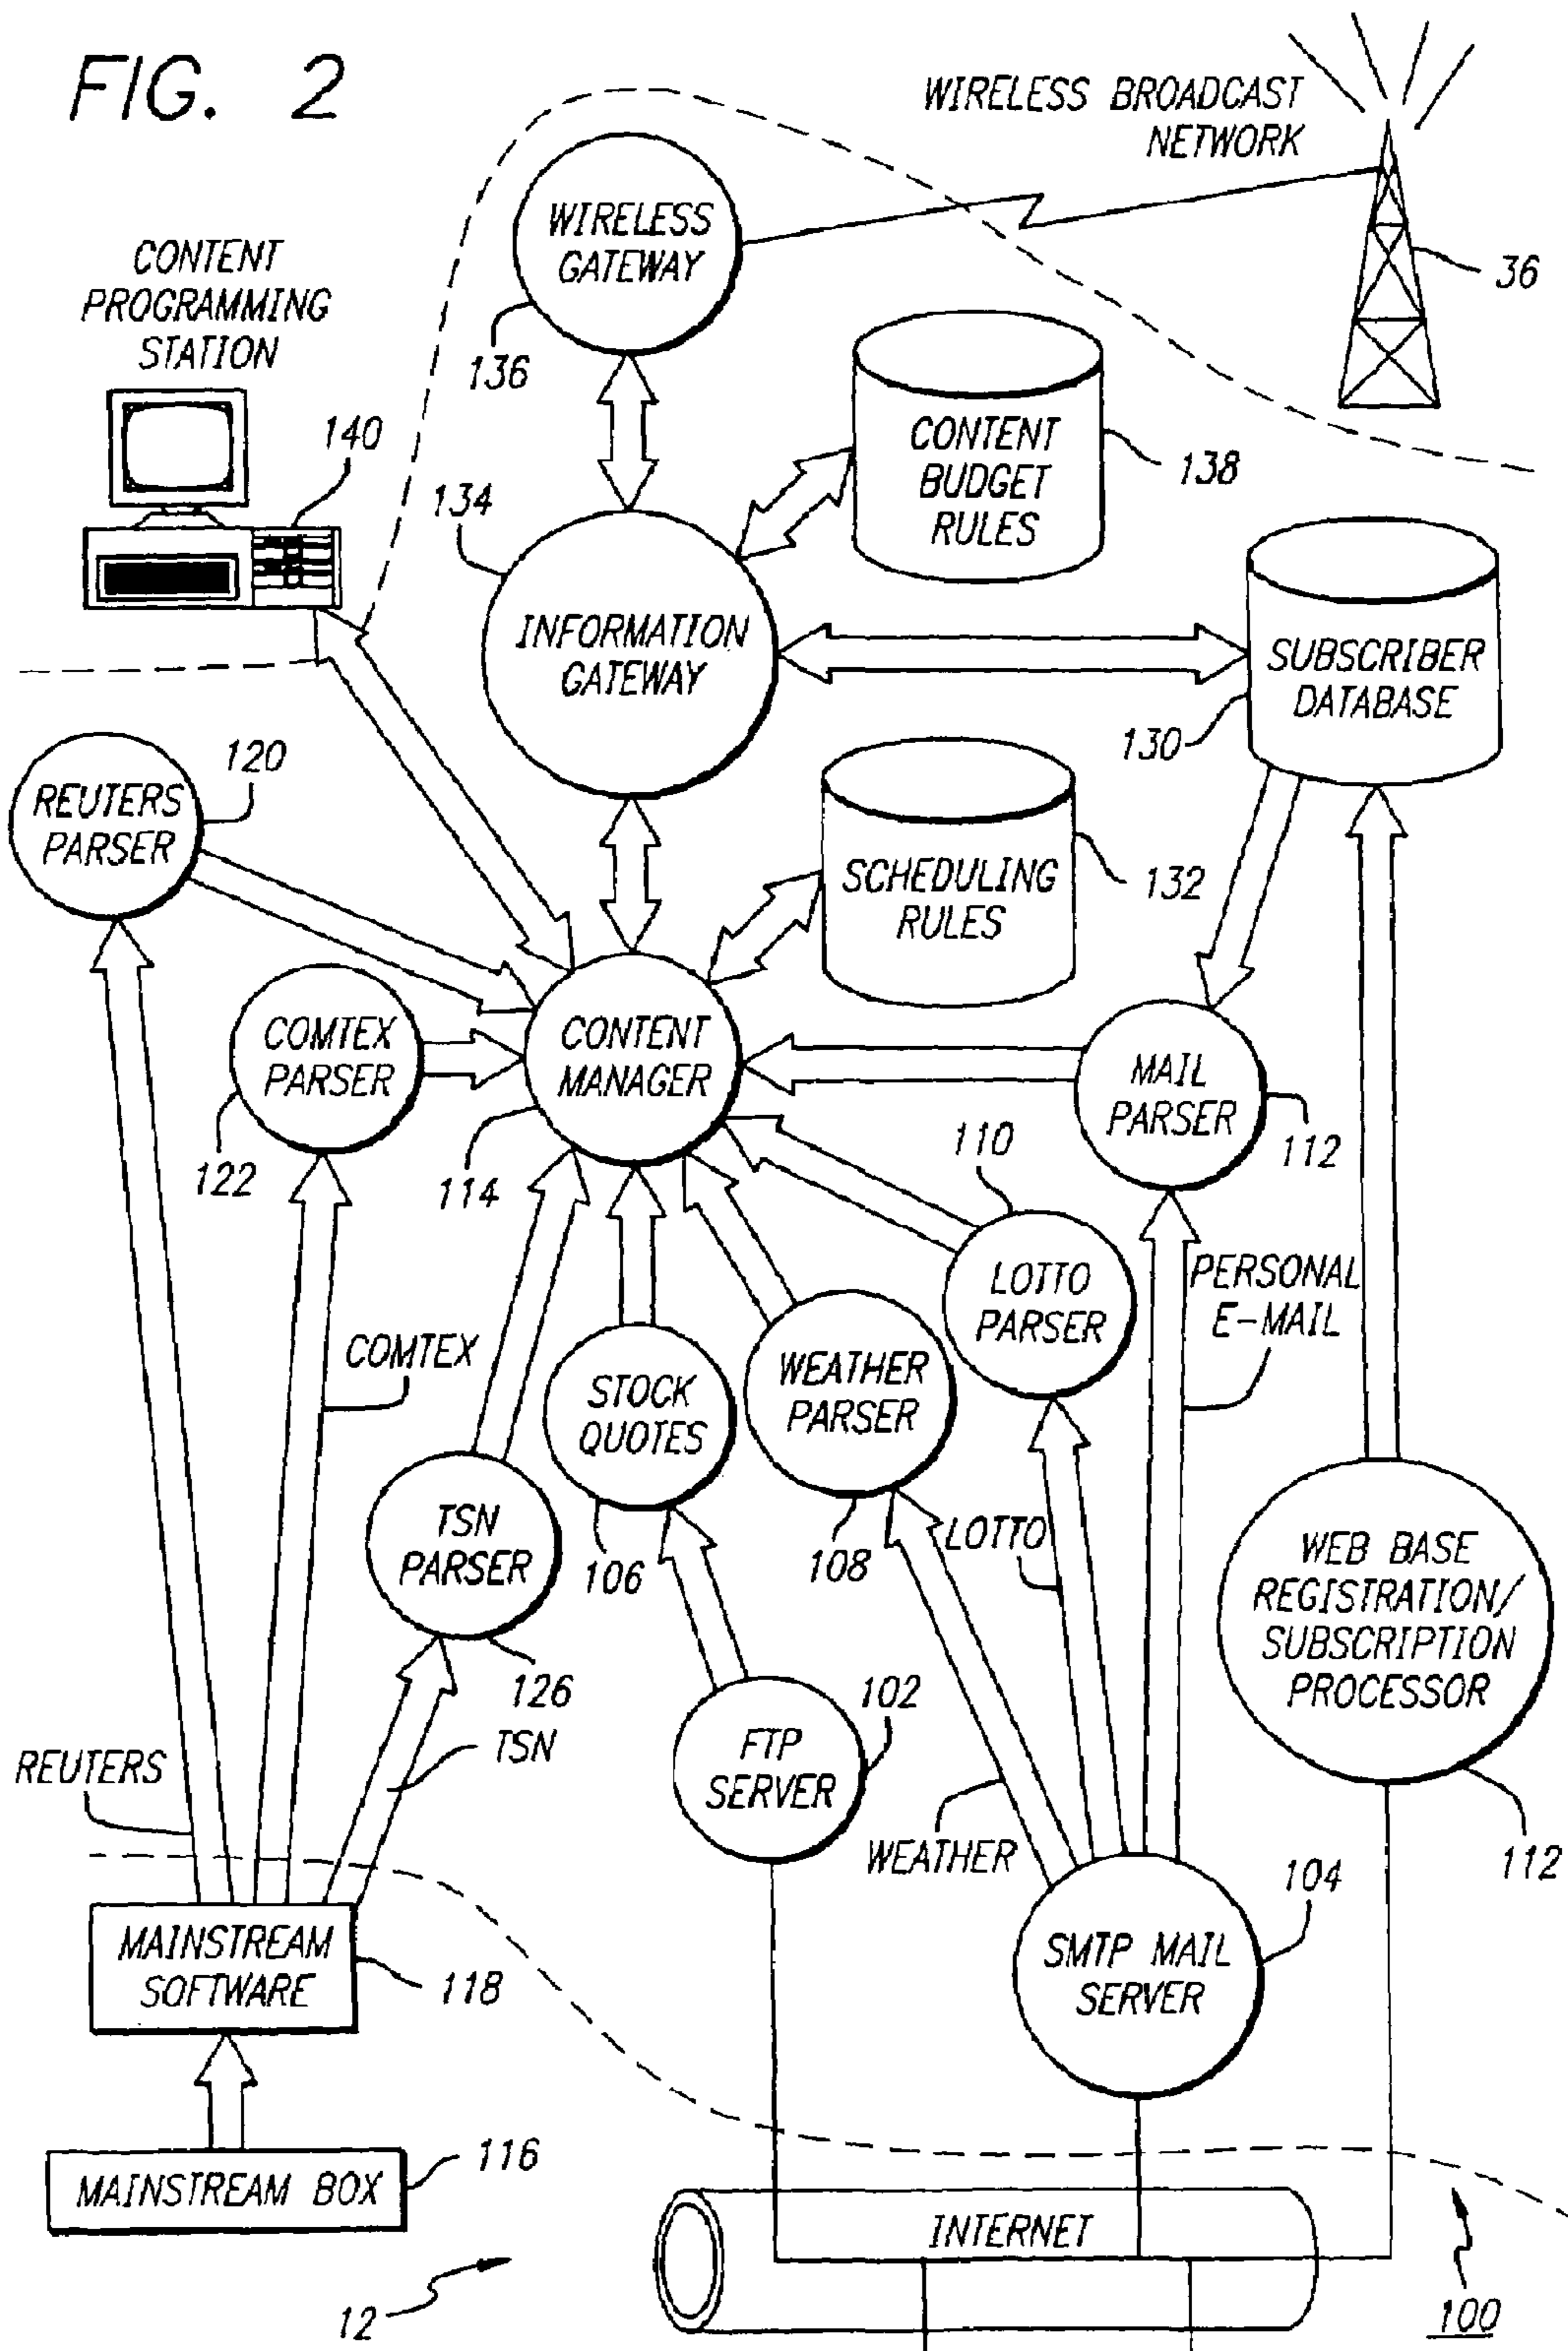 FIG. 2
WIRELESS BROADCAST
NETWORK
36
WIRELESS
GATEWAY
136
CONTENT
PROGRAMMING
STATION
140
CONTENT
BUDGET
RULES
138
134
INFORMATION
GATEWAY
SUBSCRIBER
DATABASE
130
120
REUTERS
PARSER
SCHEDULING
RULES
132
COMTEX
PARSER
122
CONTENT
MANAGER
114
MAIL
PARSER
112
110
LOTTO
PARSER
PERSONAL
E-MAIL
COMTEX
STOCK
QUOTES
106
WEATHER
PARSER
108
LOTTO
TSN
PARSER
126
TSN
WEB BASE
REGISTRATION/
SUBSCRIPTION
PROCESSOR
112
102
FTP
SERVER
REUTERS
WEATHER
104
SMTP MAIL
SERVER
MAINSTREAM
SOFTWARE
118
MAINSTREAM BOX
116
INTERNET
12
100